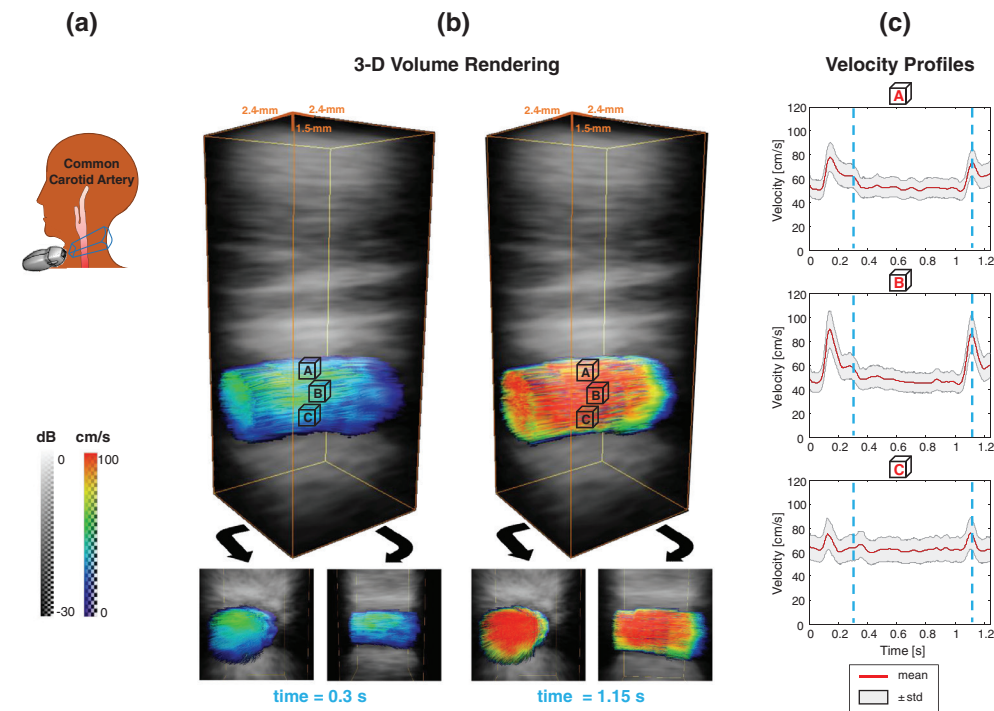 (a)
(b)
(c)
3-D Volume Rendering
Velocity Profiles
Common
Carotid Artery
2.4-mm
2.4-mm
1.5-mm
A
B
C
2.4-mm
2.4-mm
1.5-mm
A
B
C
dB
cm/s
0
100
-30
0
time = 0.3 s
time = 1.15 s
A
Velocity [cm/s]
120
100
80
60
40
20
0
0 0.2 0.4 0.6 0.8 1 1.2
B
Velocity [cm/s]
120
100
80
60
40
20
0
0 0.2 0.4 0.6 0.8 1 1.2
C
Velocity [cm/s]
120
100
80
60
40
20
0
0 0.2 0.4 0.6 0.8 1 1.2
Time [s]
mean
±std